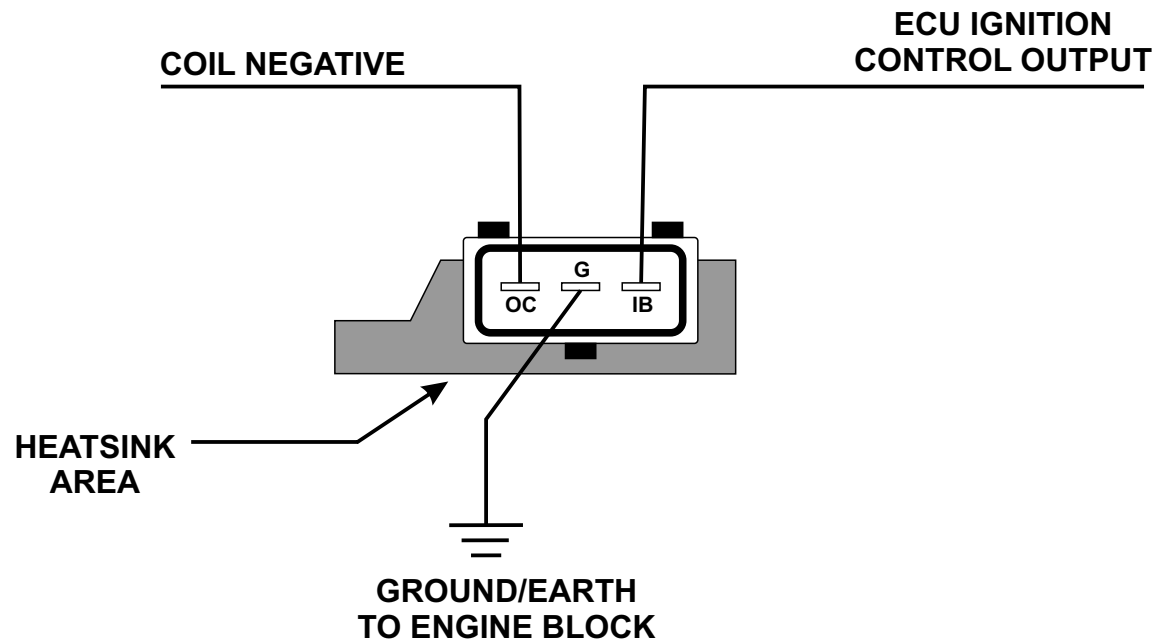 ECU IGNITION
CONTROL OUTPUT
COIL NEGATIVE
G
OC
IB
HEATSINK
AREA
GROUND/EARTH
TO ENGINE BLOCK